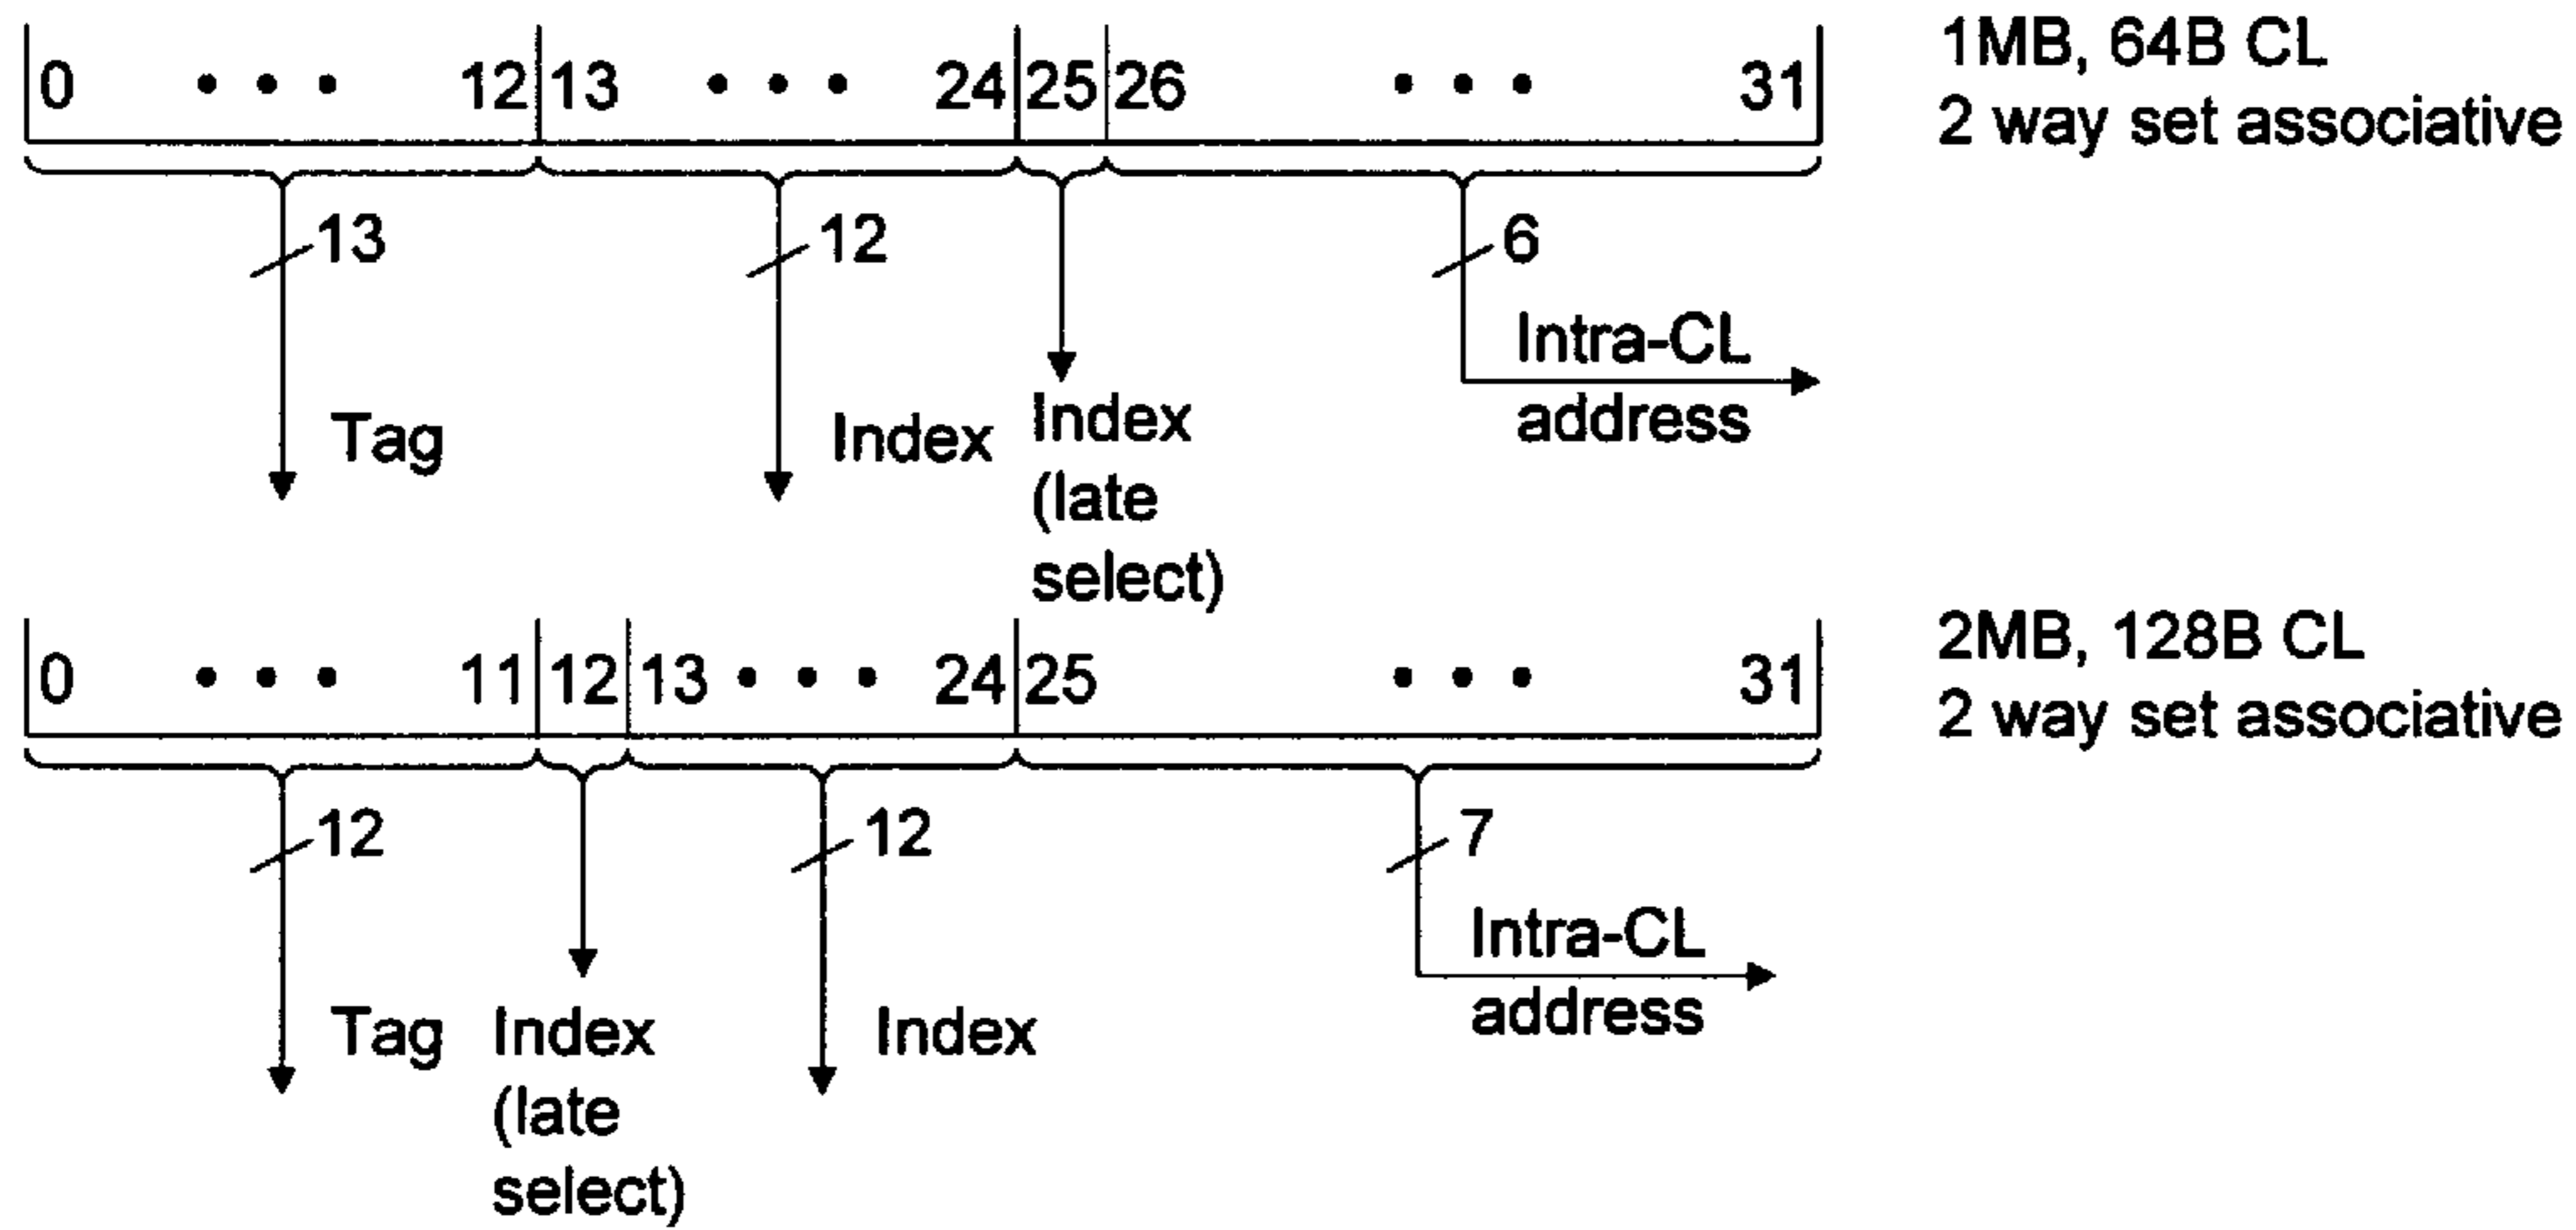 0 • • • 12 13 • • • 24 25 26 • • • 31
1MB, 64B CL
2 way set associative
13
12
6
Tag
Index
Index
(late
select)
Intra-CL
address
0 • • • 11 12 13 • • • 24 25 • • • 31
2MB, 128B CL
2 way set associative
12
12
7
Tag
Index
(late
select)
Index
Intra-CL
address